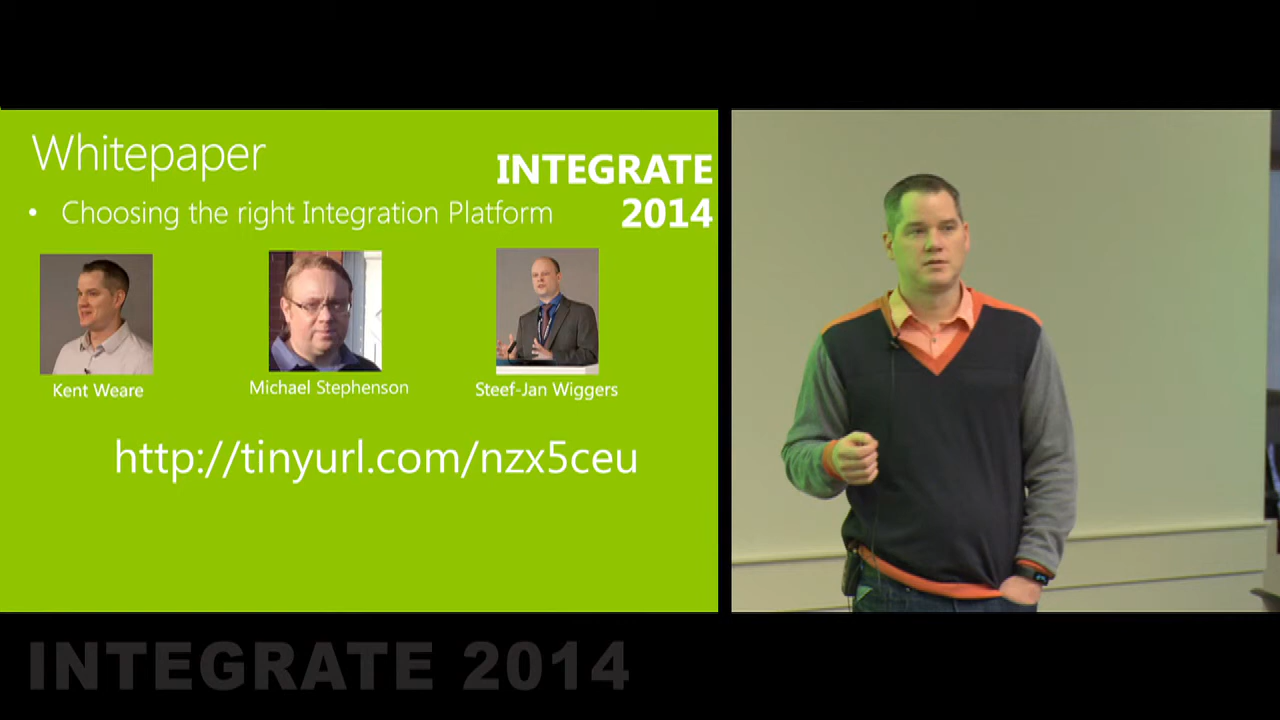 Whitepaper
INTEGRATE
2014
• Choosing the right Integration Platform
Kent Weare
Michael Stephenson
Steef-Jan Wiggers
http://tinyurl.com/nzx5ceu
INTEGRATE 2014